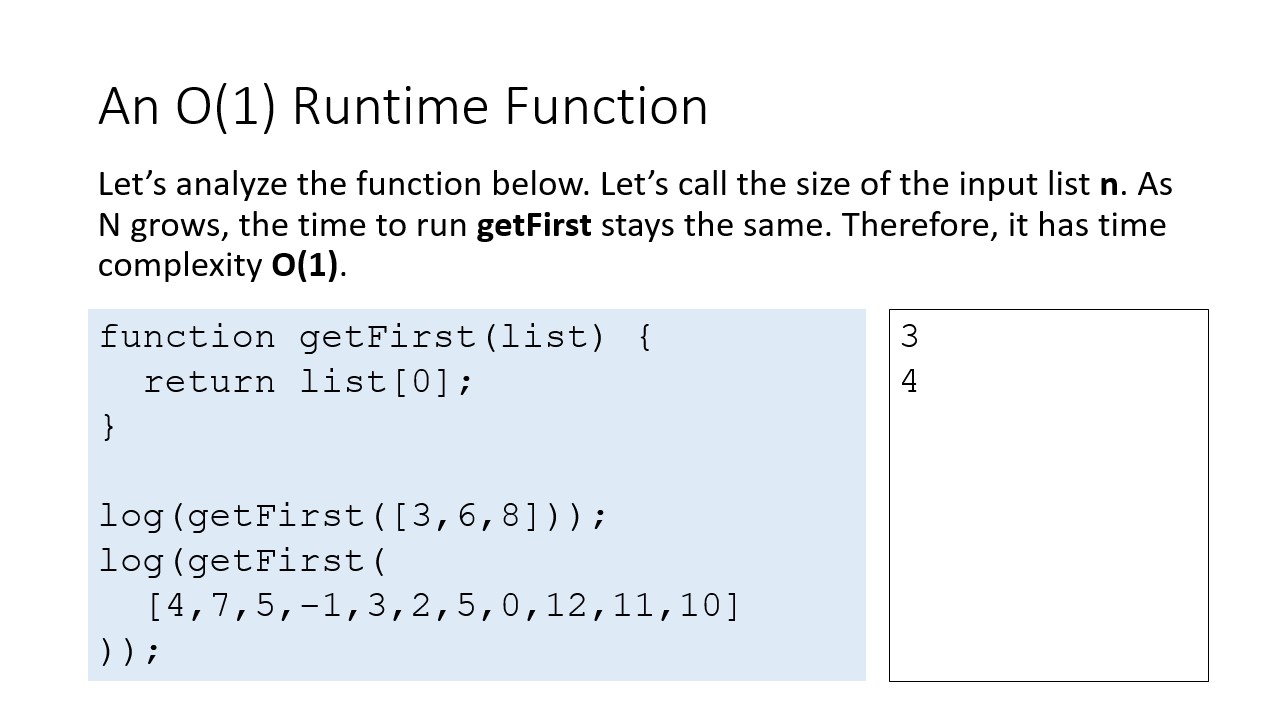 An O(1) Runtime Function
Let’s analyze the function below. Let’s call the size of the input list n. As
N grows, the time to run getFirst stays the same. Therefore, it has time
complexity O(1).
function getFirst(list) {
  return list[0];
}
log(getFirst([3,6,8]));
log(getFirst(
  [4,7,5,-1,3,2,5,0,12,11,10]
));
3
4